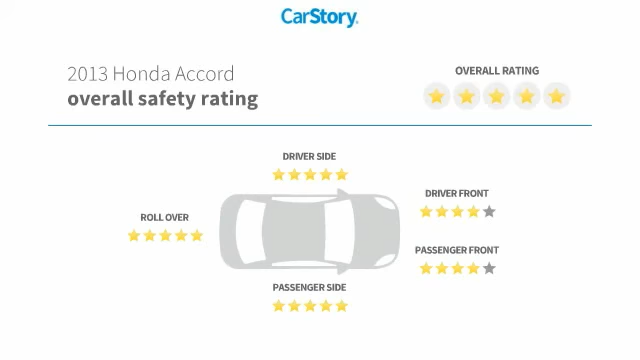 CarStory.
2013 Honda Accord
overall safety rating
OVERALL RATING
DRIVER SIDE
DRIVER FRONT
ROLL OVER
PASSENGER FRONT
PASSENGER SIDE